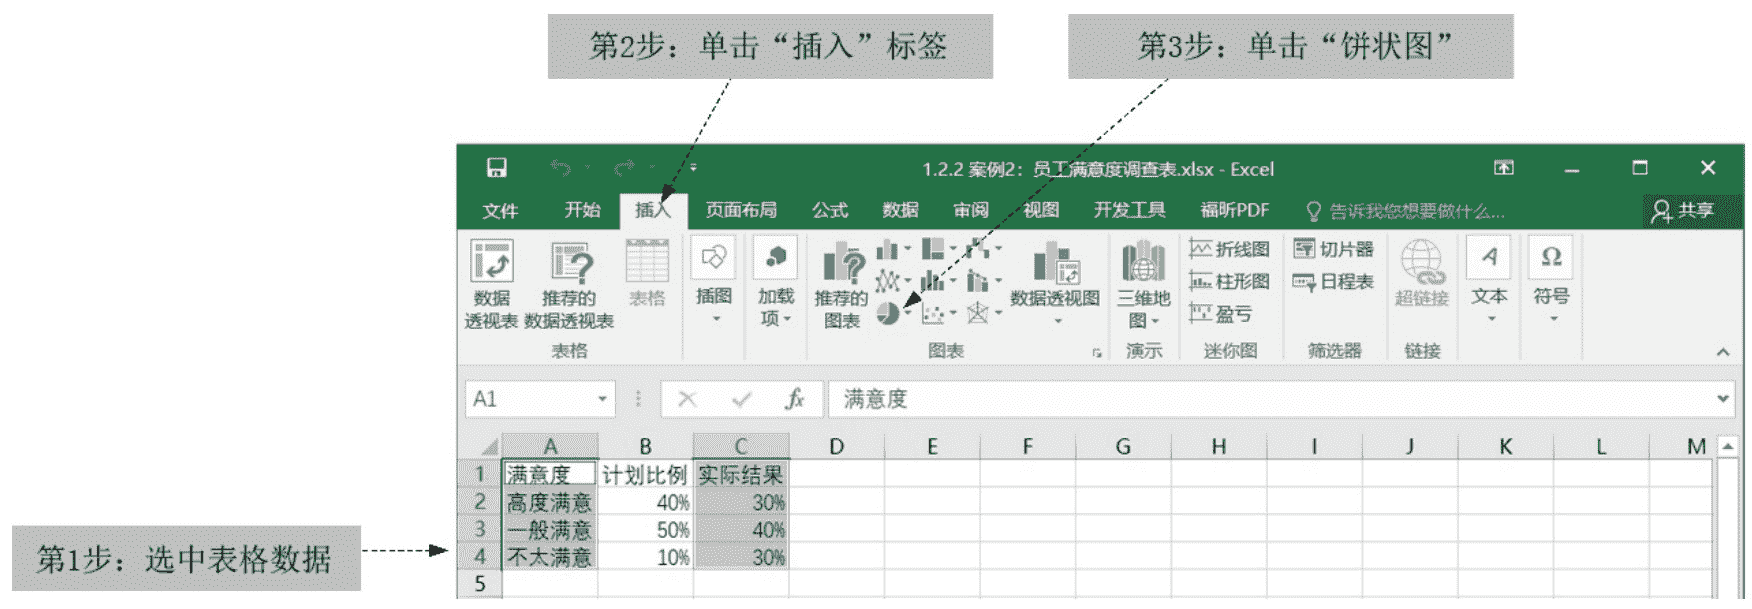 第2步：单击“插入”标签
第3步：单击“饼状图”
1.2.2 案例2：员工满意度调查表.xlsx - Excel
文件 开始 插入 页面布局 公式 数据 审阅 视图 开发工具 福昕PDF 告诉我您想要做什么... 共享
数据
透视表
推荐的
数据透视表
表格
插图
加载
项
推荐的
图表
数据透视图
三维地
图
折线图
柱形图
盈亏
切片器
日程表
超链接
文本
符号
表格 图表 演示 迷你图 筛选器 链接
A1 fx 满意度
A B C D E F G H I J K L M
1 满意度 计划比例 实际结果
2 高度满意 40% 30%
3 一般满意 50% 40%
4 不太满意 10% 30%
5
第1步：选中表格数据